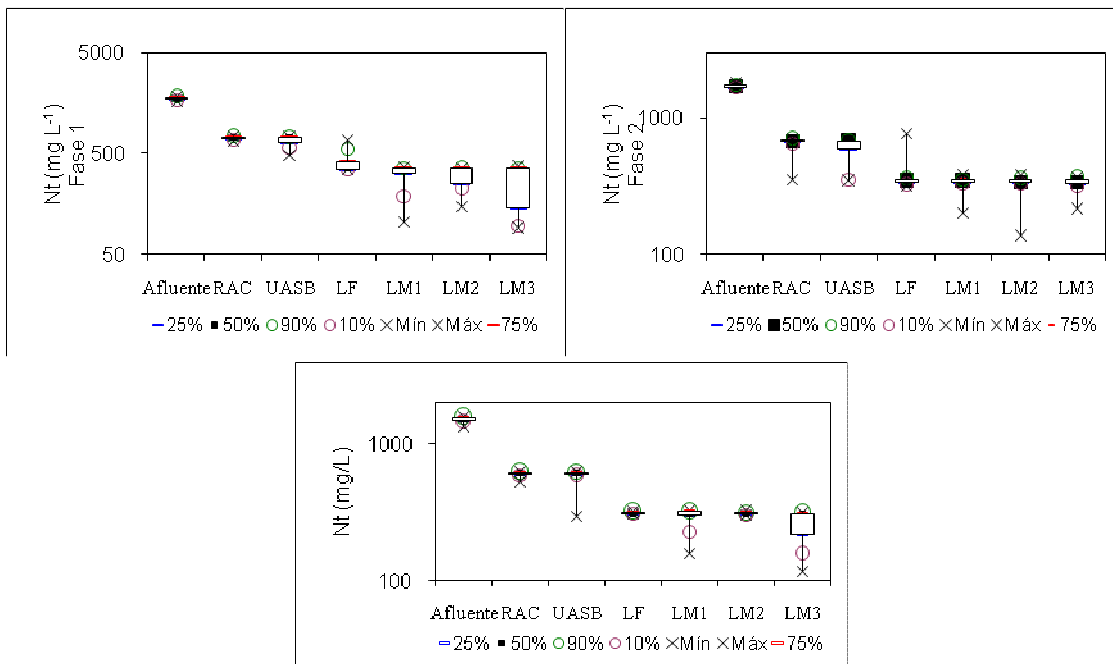 5000
500
50
Nt (mg L⁻¹)
Fase 1
Afluente RAC UASB LF LM1 LM2 LM3
25% 50% 90% 10% Mín Máx 75%
1000
100
Nt (mg L⁻¹)
Fase 2
Afluente RAC UASB LF LM1 LM2 LM3
25% 50% 90% 10% Mín Máx 75%
1000
100
Nt (mg/L)
Afluente RAC UASB LF LM1 LM2 LM3
25% 50% 90% 10% Mín Máx 75%